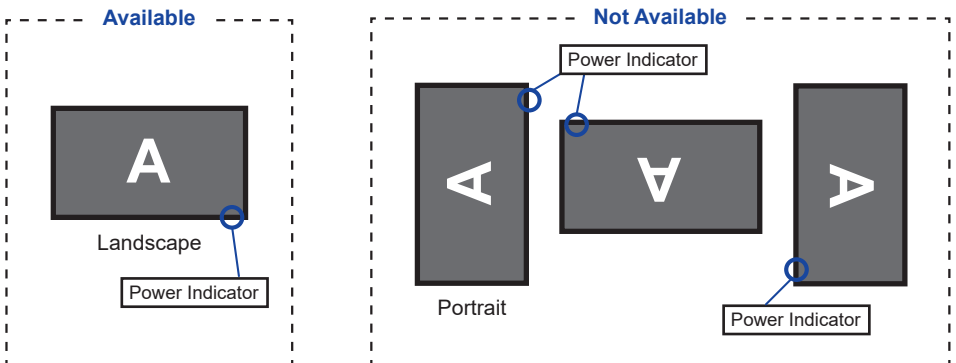 Available
A
Landscape
Power Indicator
Not Available
Power Indicator
A
A
A
Portrait
Power Indicator